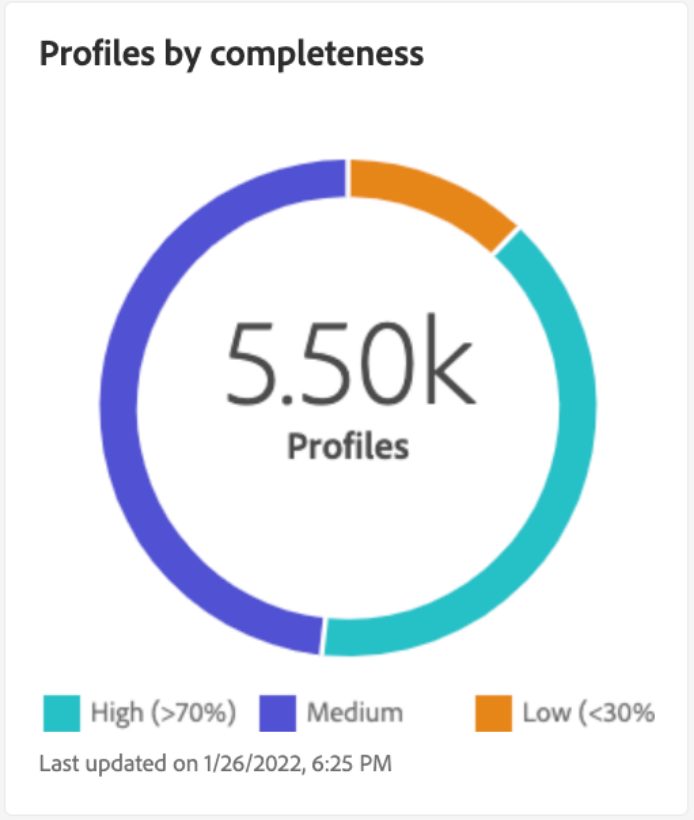 Profiles by completeness
5.50k
Profiles
High (>70%) Medium Low (<30%
Last updated on 1/26/2022, 6:25 PM